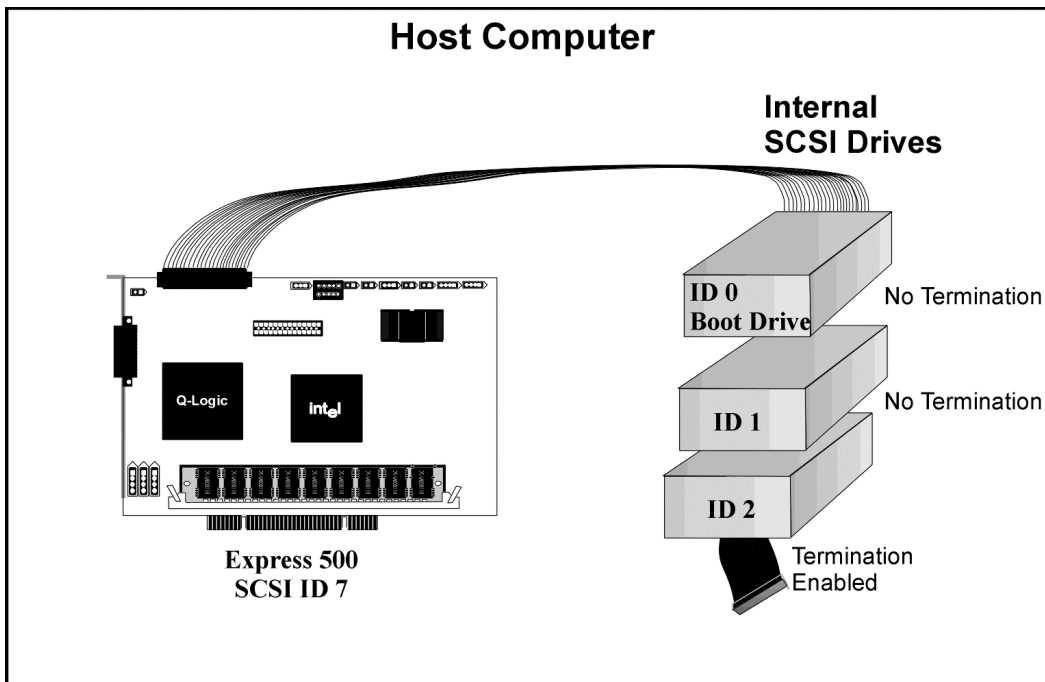 Host Computer
Internal
SCSI Drives
ID 0
Boot Drive
No Termination
ID 1
No Termination
ID 2
Termination
Enabled
Q-Logic
intel
Express 500
SCSI ID 7